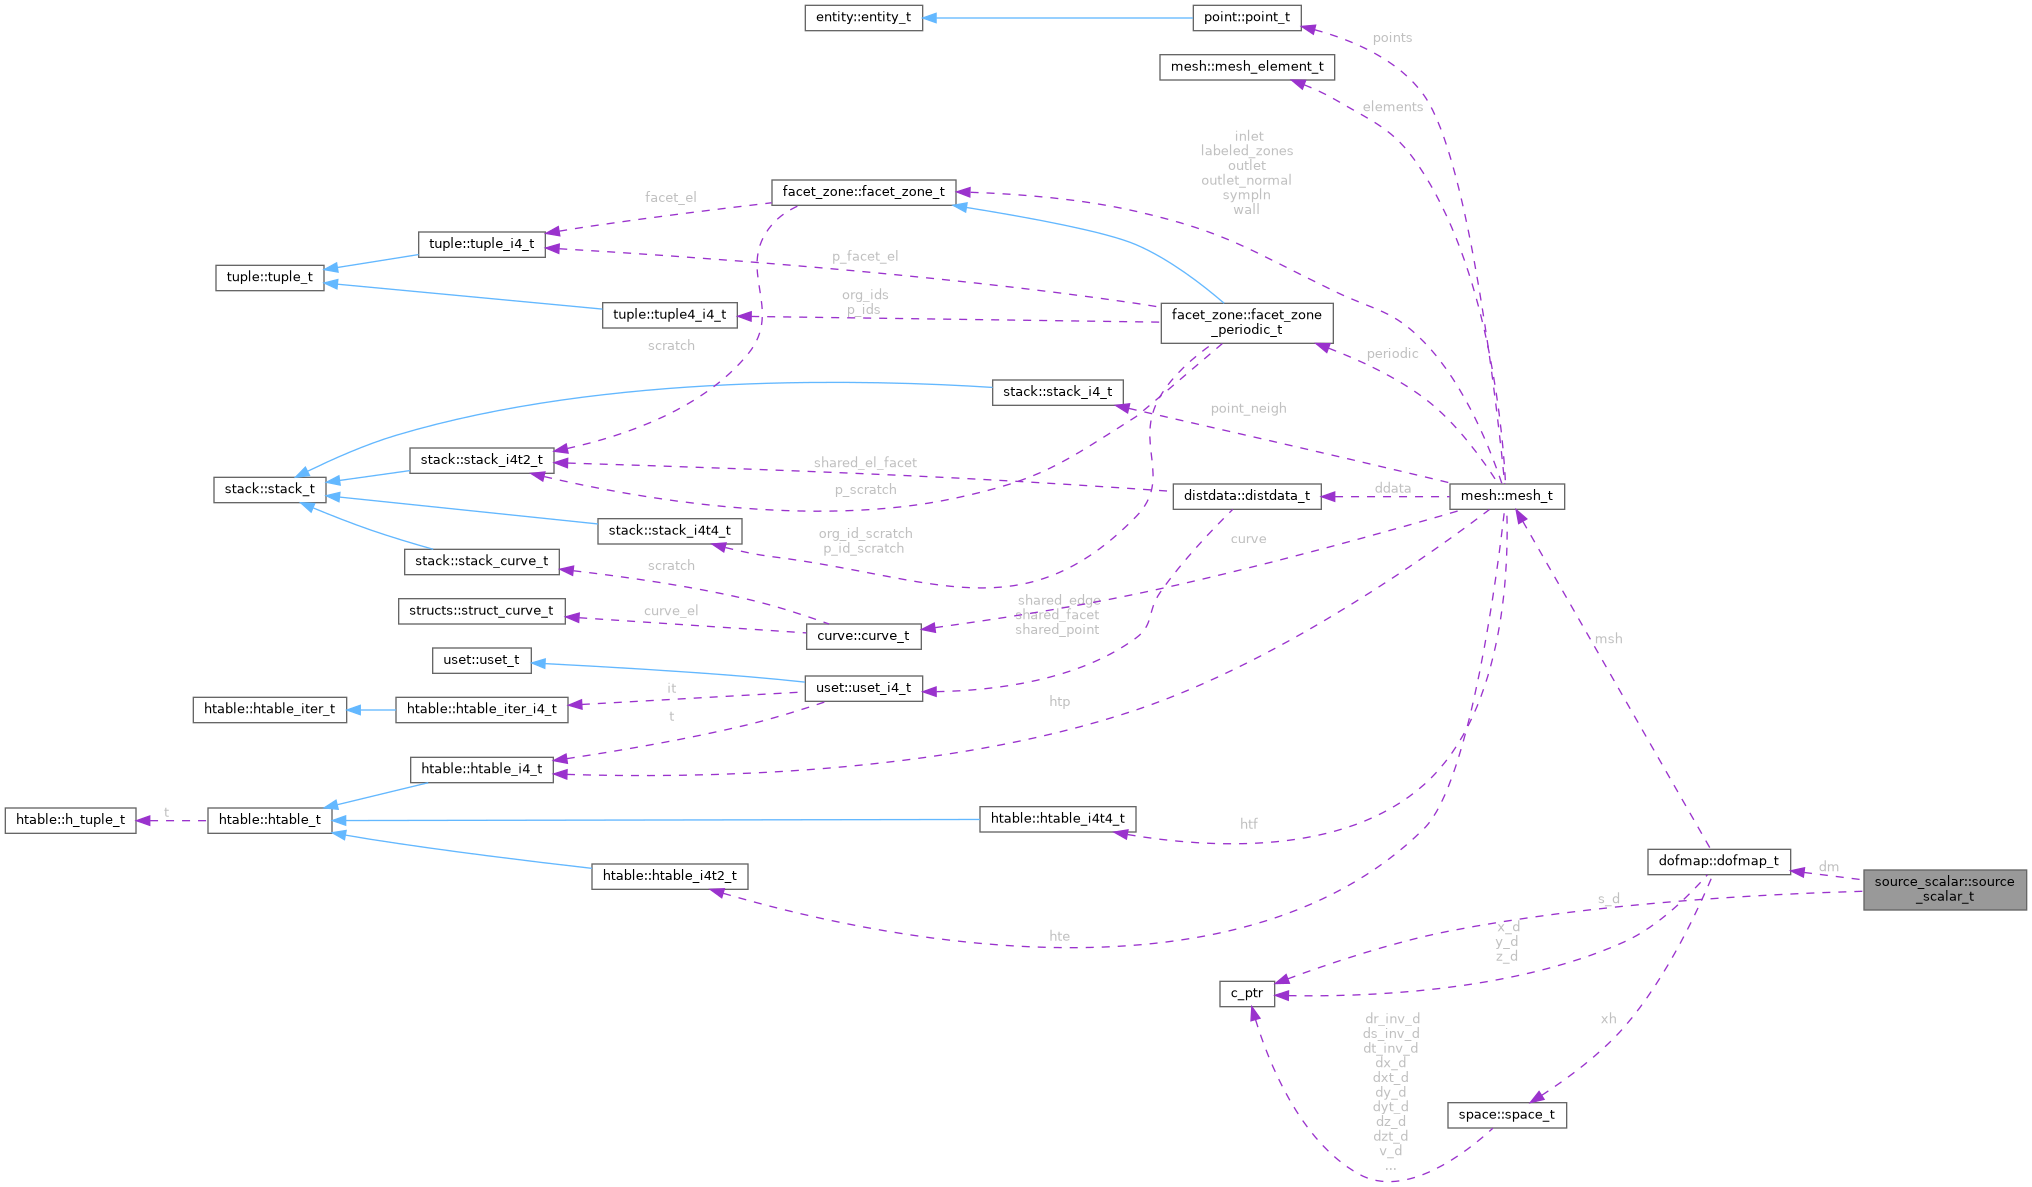 entity::entity_t
point::point_t
points
mesh::mesh_element_t
elements
inlet
labeled_zones
outlet
outlet_normal
sympln
wall
facet_zone::facet_zone_t
facet_el
tuple::tuple_i4_t
p_facet_el
tuple::tuple_t
org_ids
p_ids
tuple::tuple4_i4_t
facet_zone::facet_zone
_periodic_t
scratch
periodic
stack::stack_i4_t
point_neigh
stack::stack_i4t2_t
shared_el_facet
stack::stack_t
p_scratch
distdata::distdata_t
ddata
mesh::mesh_t
stack::stack_i4t4_t
org_id_scratch
p_id_scratch
curve
stack::stack_curve_t
scratch
structs::struct_curve_t
curve_el
shared_edge
shared_facet
shared_point
curve::curve_t
msh
uset::uset_t
it
uset::uset_i4_t
htable::htable_iter_t
htable::htable_iter_i4_t
t
htp
htable::htable_i4_t
htable::h_tuple_t
t
htable::htable_t
htable::htable_i4t4_t
htf
dofmap::dofmap_t
dm
htable::htable_i4t2_t
source_scalar::source
_scalar_t
s_d
hte
x_d
y_d
z_d
c_ptr
xh
dr_inv_d
ds_inv_d
dt_inv_d
dx_d
dxt_d
dy_d
dyt_d
dz_d
dzt_d
v_d
...
space::space_t